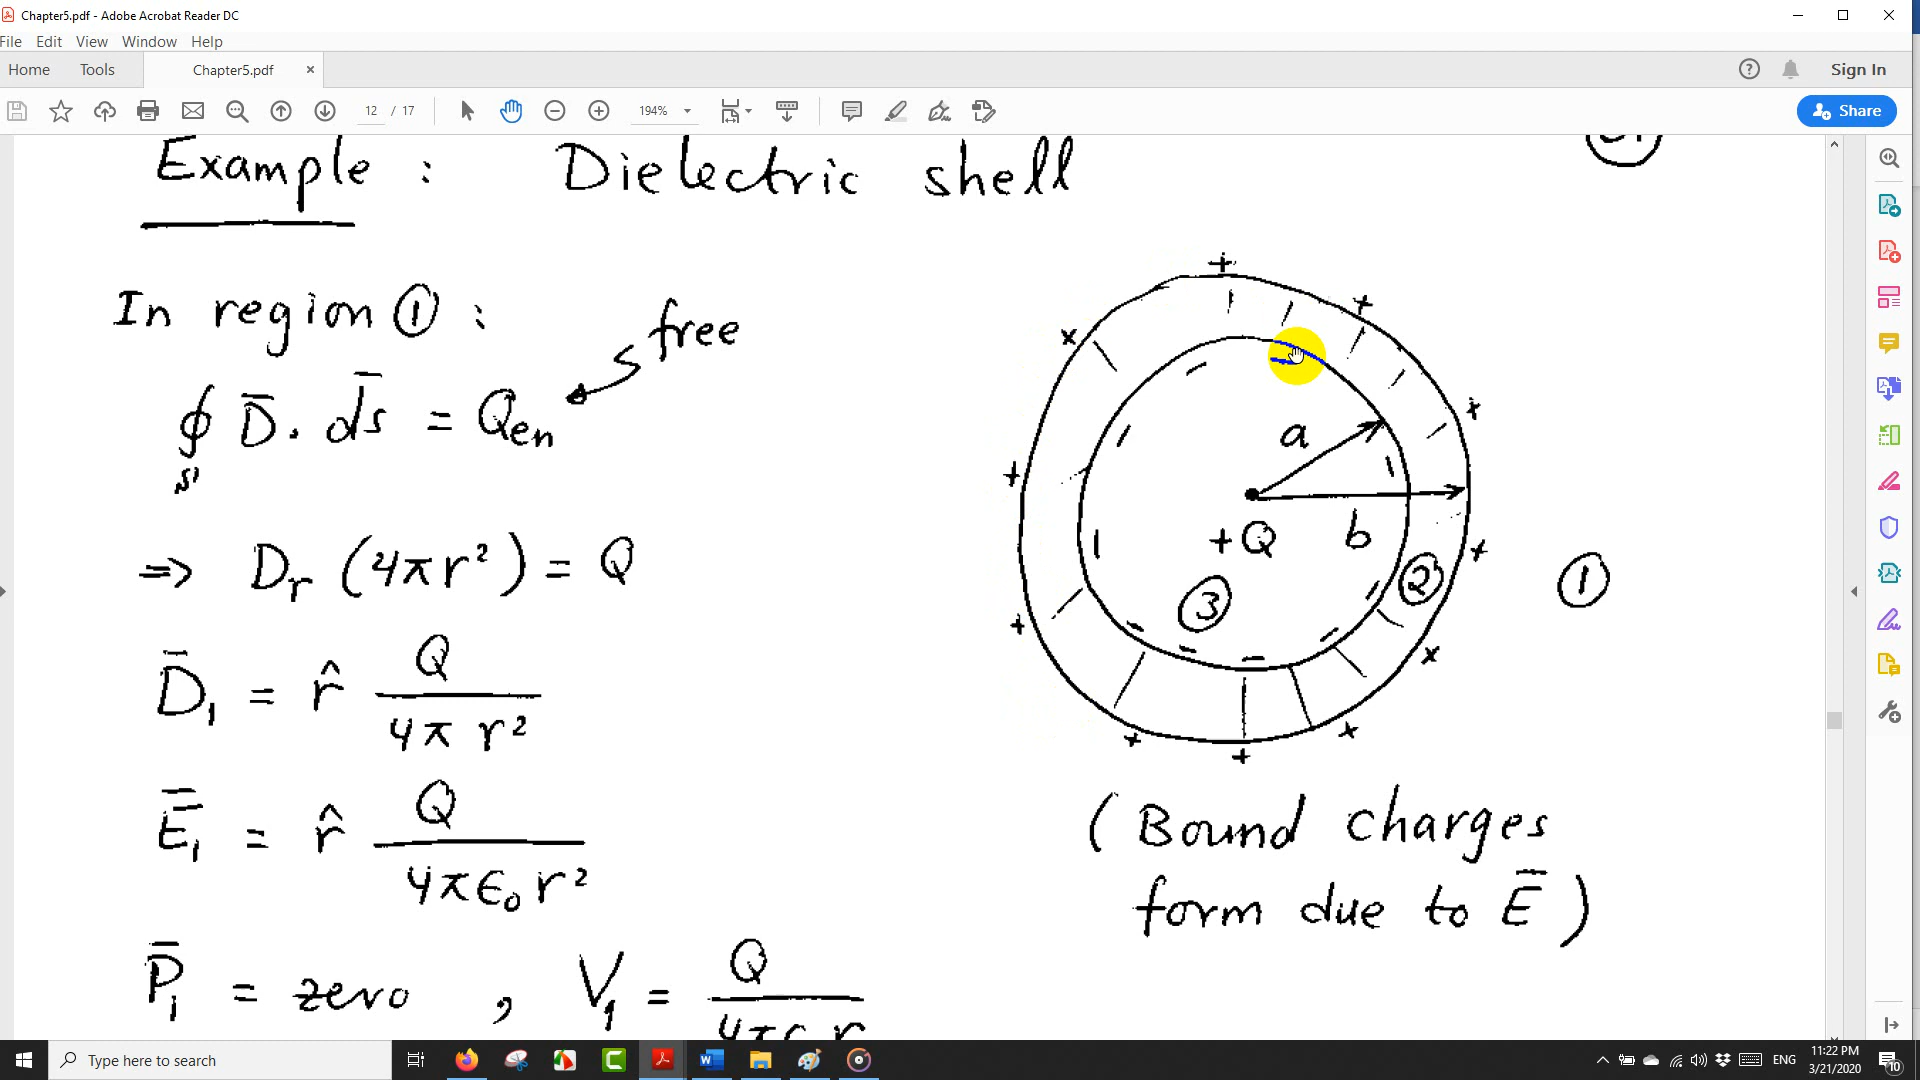 Chapter5.pdf - Adobe Acrobat Reader DC
File Edit View Window Help
Home Tools Chapter5.pdf × Sign In
12 / 17 194% Share
Example : Dielectric shell
In region ① :
free
∮ D̄ . d̄s = Qen
S
=> Dr (4πr²) = Q
D̄₁ = r̂ Q / 4π r²
Ē₁ = r̂ Q / 4πϵ₀ r²
P̄₁ = zero , V₁ = Q
a
+Q b
③ ② ①
( Bound charges
form due to Ē )
Type here to search
ENG 11:22 PM
3/21/2020
10